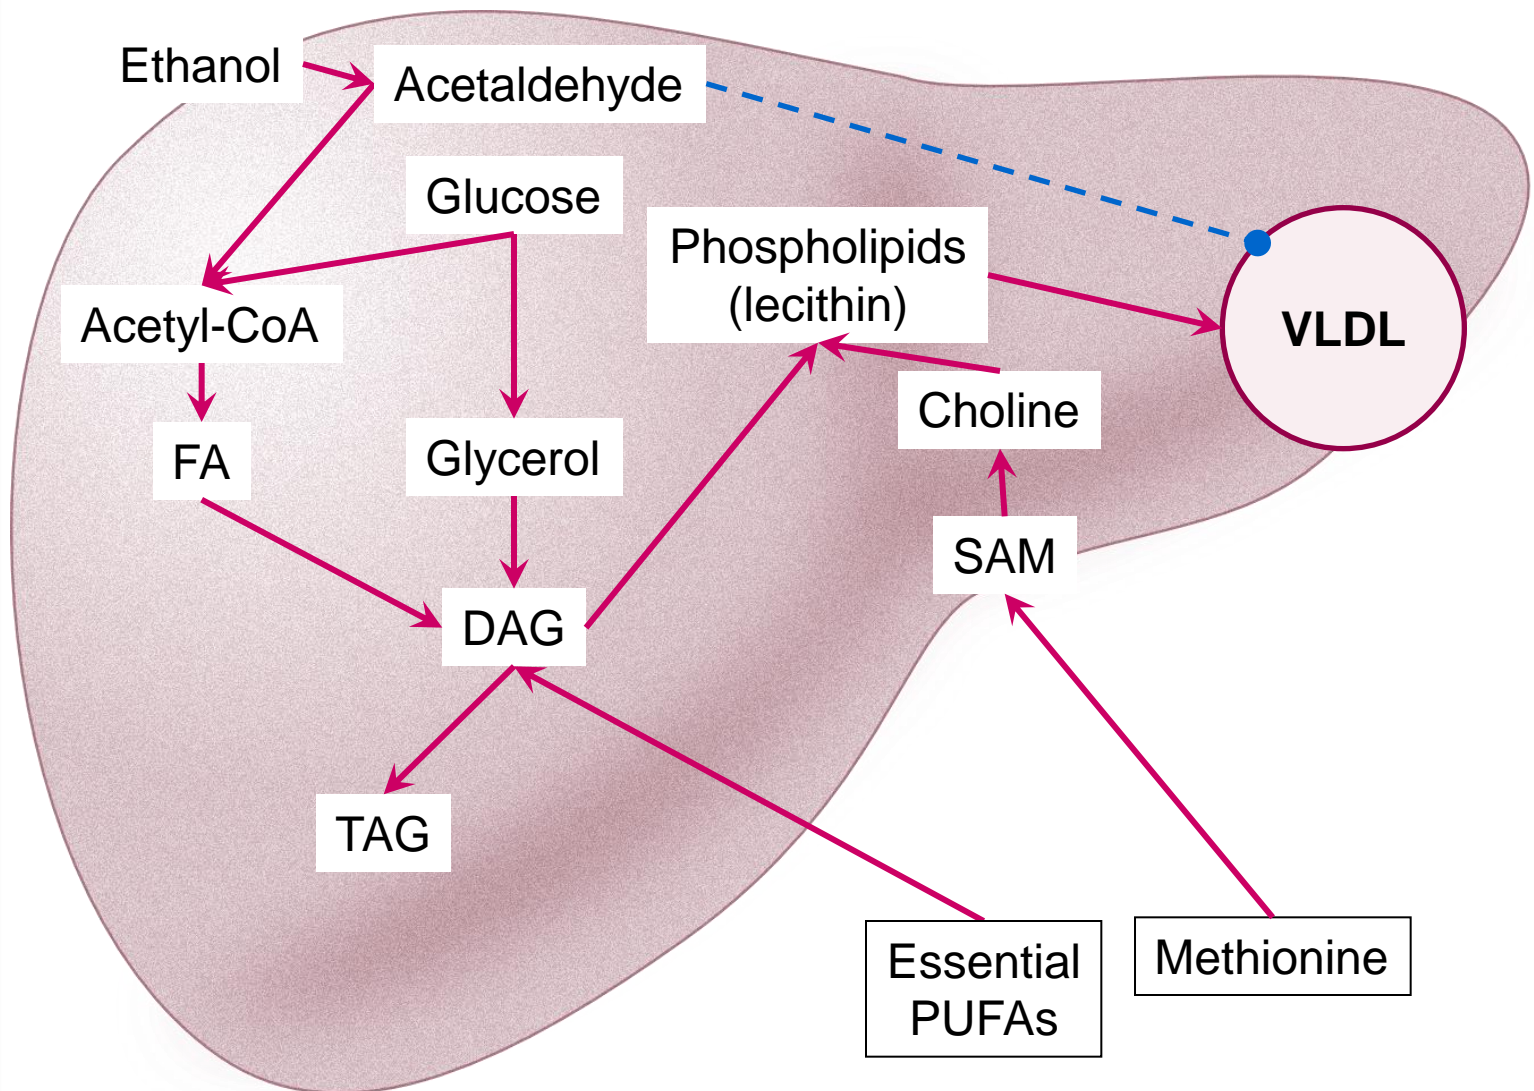 Ethanol
Acetaldehyde
Glucose
Phospholipids
(lecithin)
Acetyl-CoA
VLDL
Choline
FA
Glycerol
SAM
DAG
TAG
Essential
PUFAs
Methionine